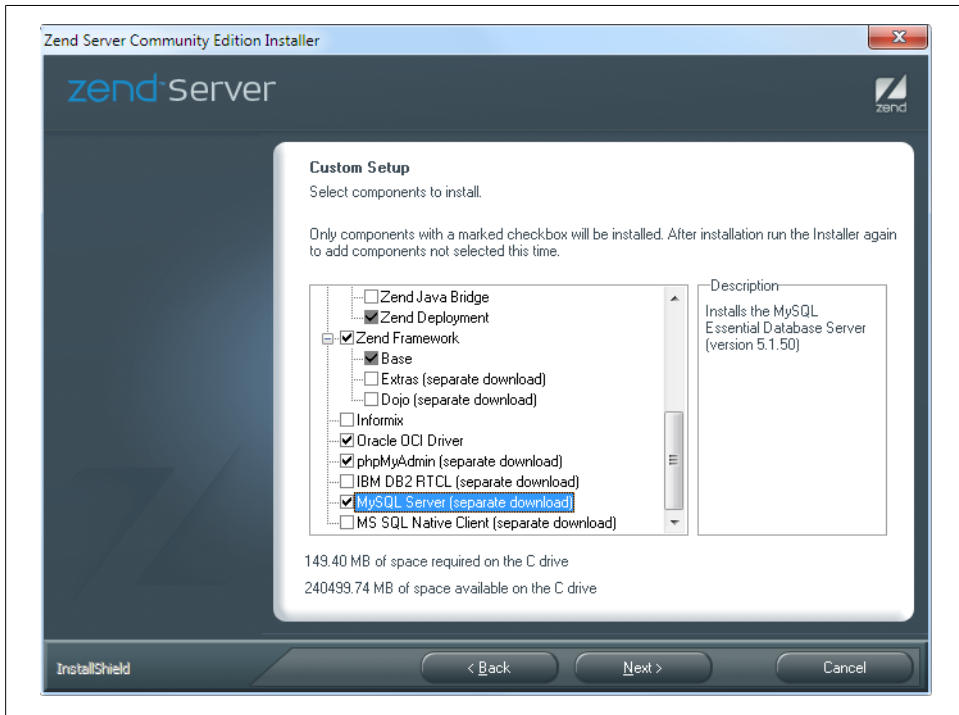 Zend Server Community Edition Installer
zend server
zend
Custom Setup
Select components to install.
Only components with a marked checkbox will be installed. After installation run the Installer again
to add components not selected this time.
Zend Java Bridge
Zend Deployment
Zend Framework
Base
Extras (separate download)
Dojo (separate download)
Informix
Oracle OCI Driver
phpMyAdmin (separate download)
IBM DB2 RTCL (separate download)
MySQL Server (separate download)
MS SQL Native Client (separate download)
Description
Installs the MySQL
Essential Database Server
(version 5.1.50)
149.40 MB of space required on the C drive
240499.74 MB of space available on the C drive
InstallShield
< Back
Next >
Cancel